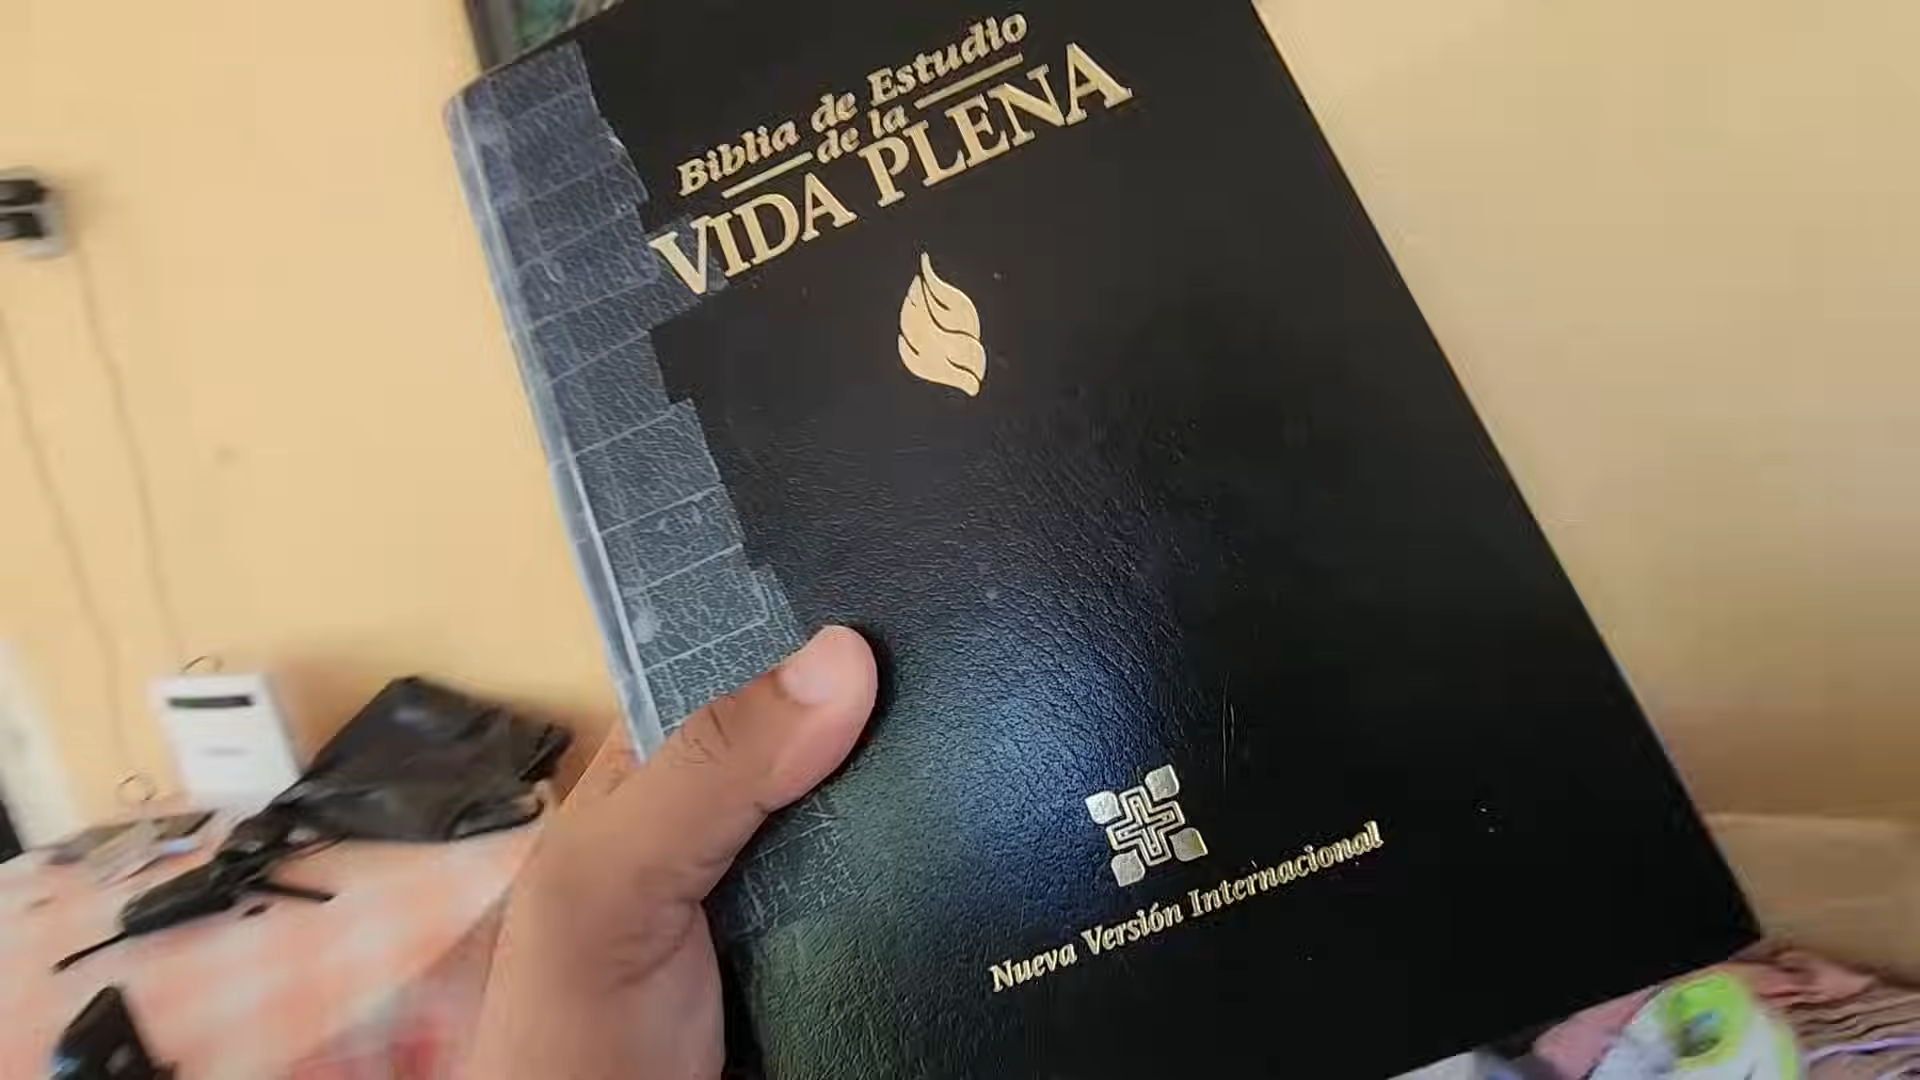 Biblia de Estudio
de la
VIDA PLENA
Nueva Versión Internacional